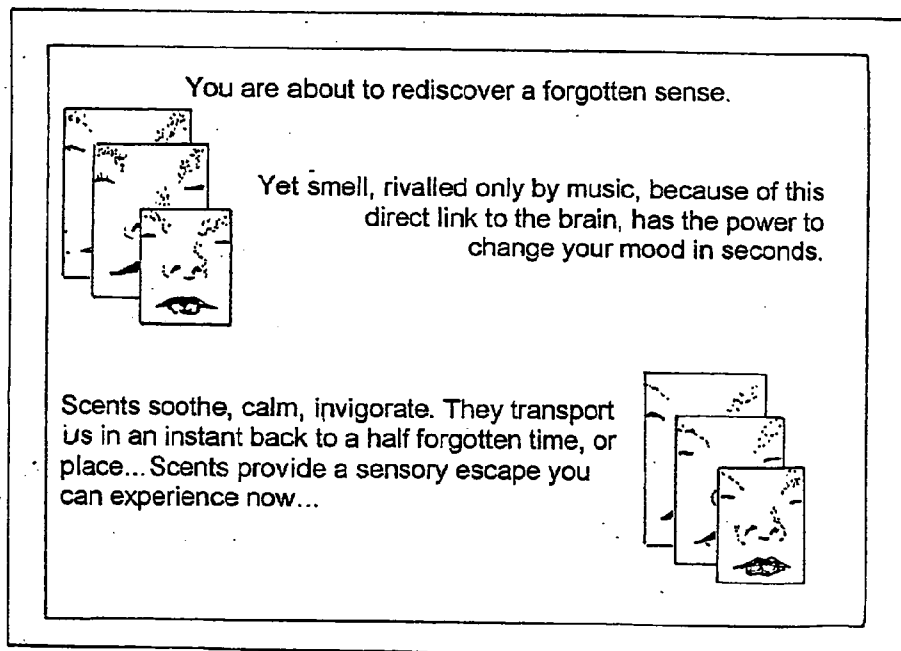 You are about to rediscover a forgotten sense.
Yet smell, rivalled only by music, because of this
direct link to the brain, has the power to
change your mood in seconds.
Scents soothe, calm, invigorate. They transport
us in an instant back to a half forgotten time, or
place... Scents provide a sensory escape you
can experience now...